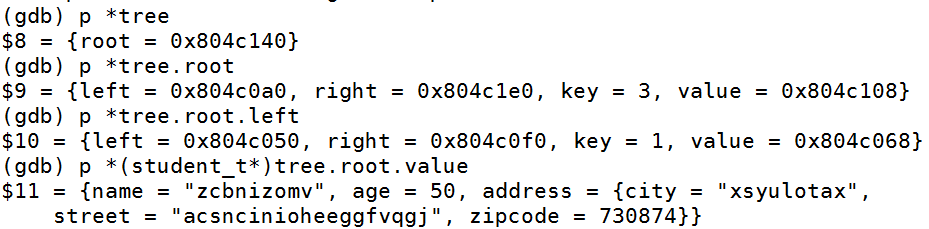 (gdb) p *tree
$8 = {root = 0x804c140}
(gdb) p *tree.root
$9 = {left = 0x804c0a0, right = 0x804c1e0, key = 3, value = 0x804c108}
(gdb) p *tree.root.left
$10 = {left = 0x804c050, right = 0x804c0f0, key = 1, value = 0x804c068}
(gdb) p *(student_t*)tree.root.value
$11 = {name = "zcbnizomv", age = 50, address = {city = "xsyulotax",
    street = "acsncinioheeggfvqgj", zipcode = 730874}}